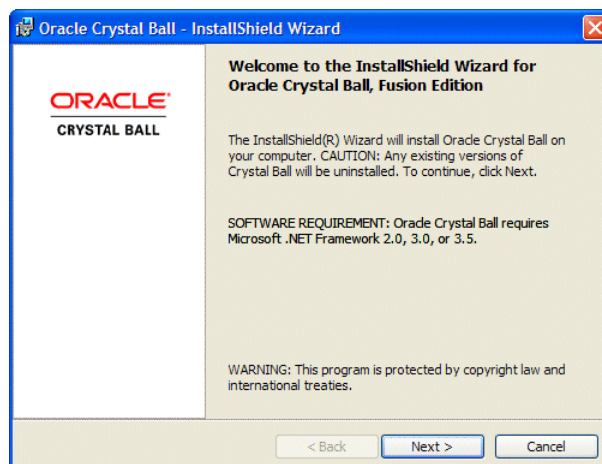 Oracle Crystal Ball - InstallShield Wizard
ORACLE®
CRYSTAL BALL
Welcome to the InstallShield Wizard for
Oracle Crystal Ball, Fusion Edition
The InstallShield(R) Wizard will install Oracle Crystal Ball on
your computer. CAUTION: Any existing versions of
Crystal Ball will be uninstalled. To continue, click Next.
SOFTWARE REQUIREMENT: Oracle Crystal Ball requires
Microsoft .NET Framework 2.0, 3.0, or 3.5.
WARNING: This program is protected by copyright law and
international treaties.
< Back Next > Cancel